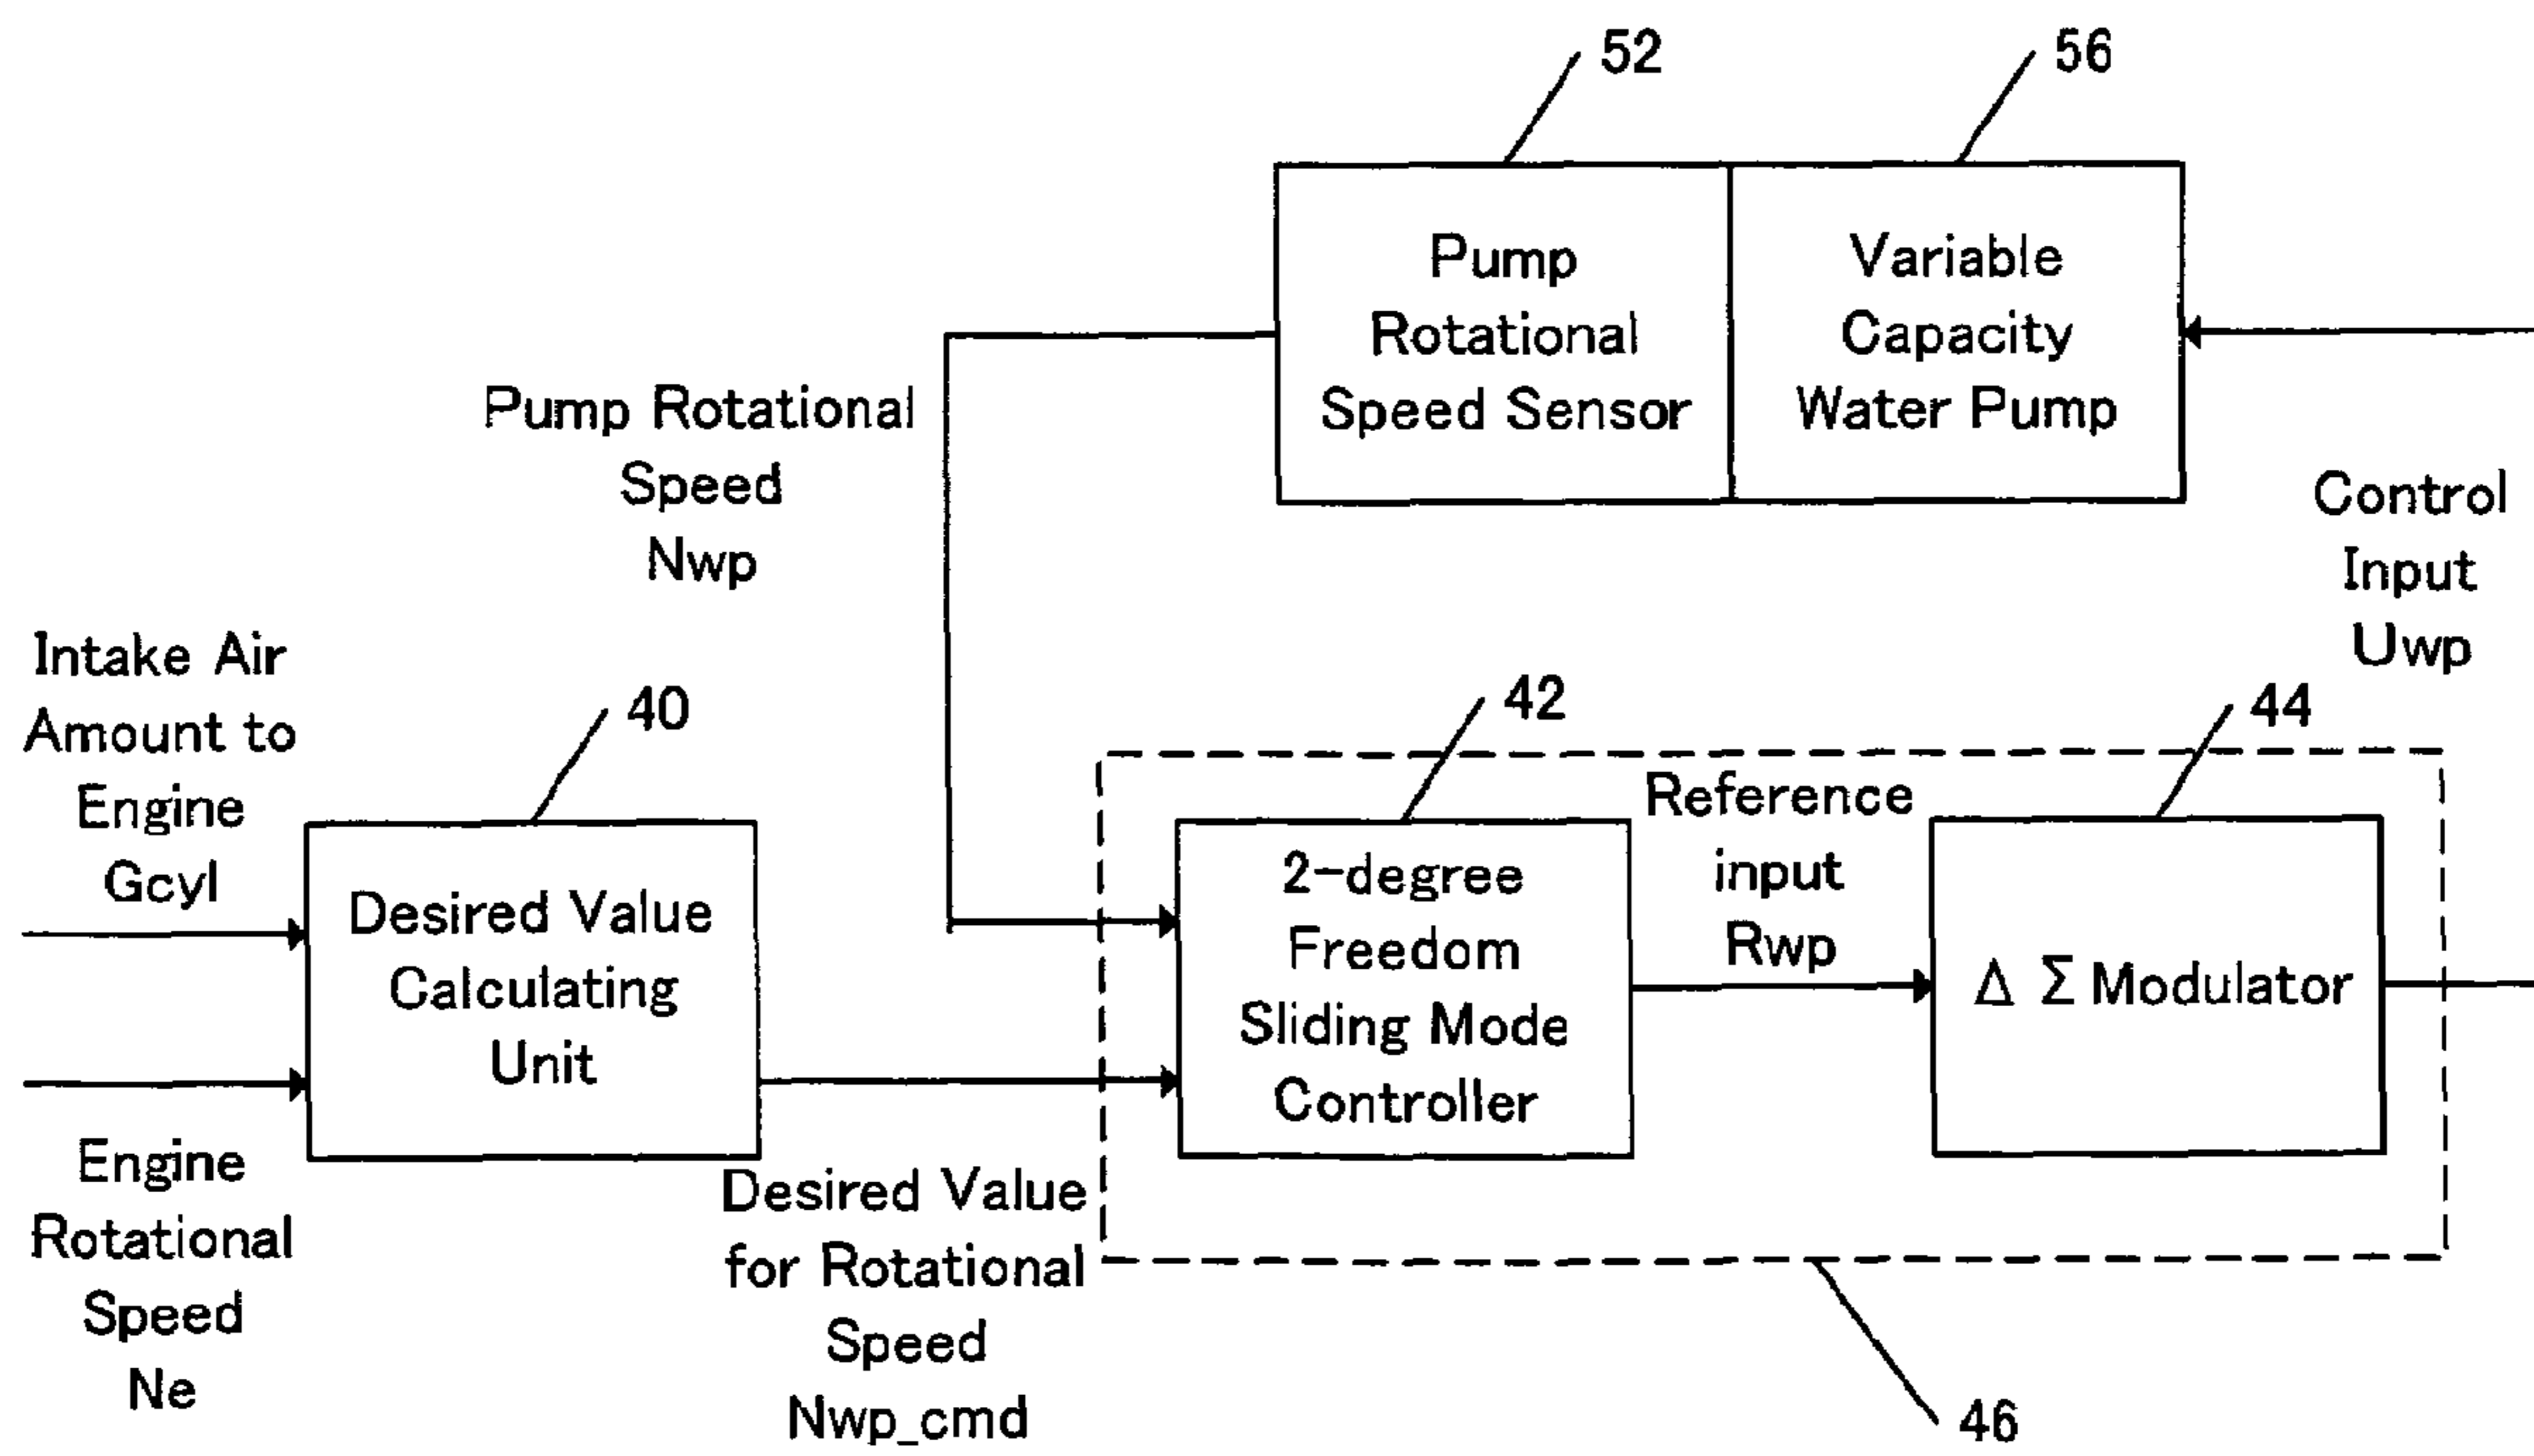 52
56
Pump
Rotational
Speed Sensor
Variable
Capacity
Water Pump
Pump Rotational
Speed
Nwp
Control
Input
Uwp
Intake Air
Amount to
Engine
Gcyl
40
42
44
Desired Value
Calculating
Unit
2-degree
Freedom
Sliding Mode
Controller
Reference
input
Rwp
Δ Σ Modulator
Engine
Rotational
Speed
Ne
Desired Value
for Rotational
Speed
Nwp_cmd
46